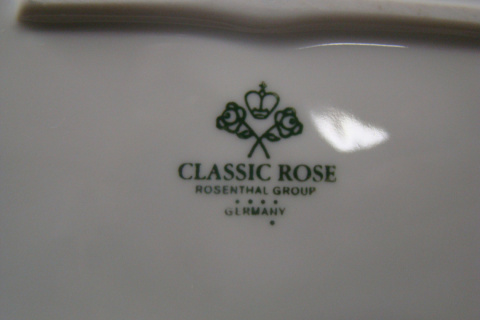 CLASSIC ROSE
ROSENTHAL GROUP
GERMANY